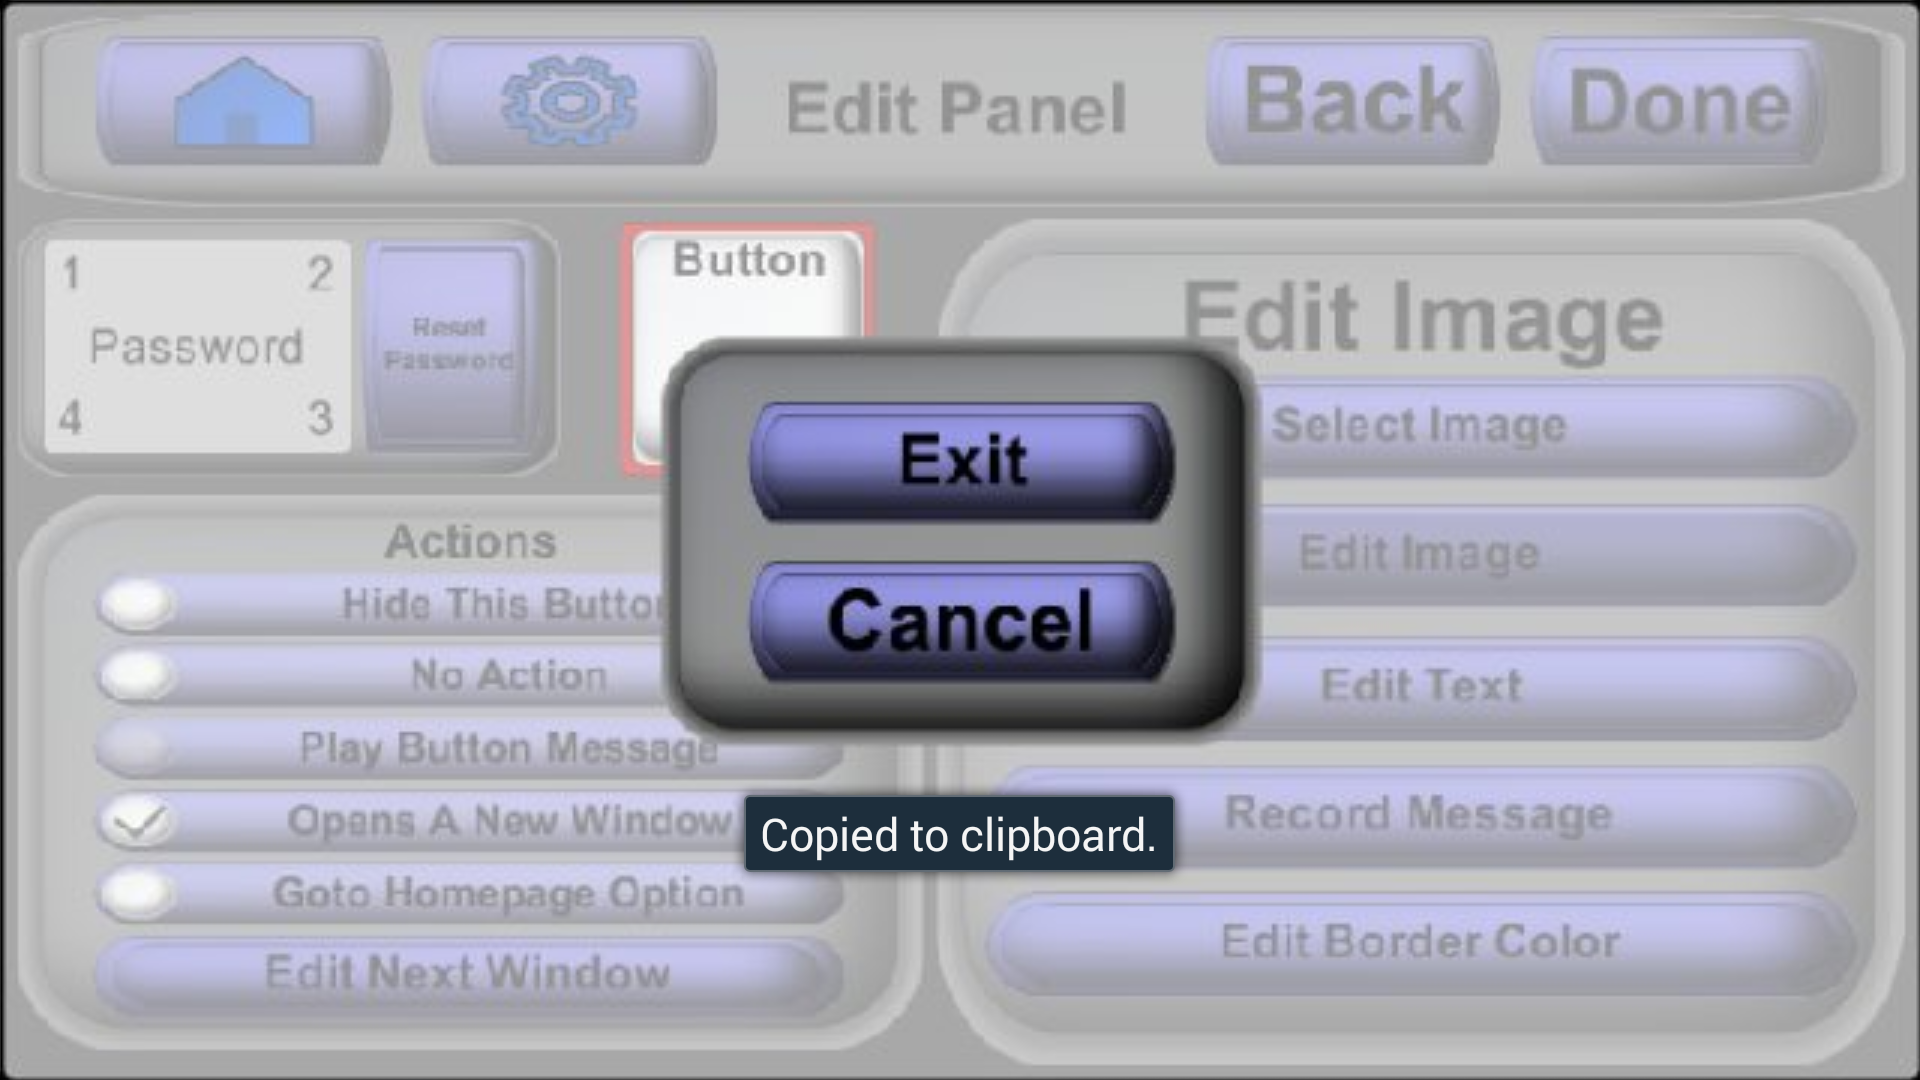 Edit Panel
Back
Done
1
2
Password
4
3
Reset
Password
Button
Edit Image
Select Image
Edit Image
Edit Text
Record Message
Edit Border Color
Exit
Cancel
Actions
Hide This Button
No Action
Play Button Message
Opens A New Window
Goto Homepage Option
Edit Next Window
Copied to clipboard.